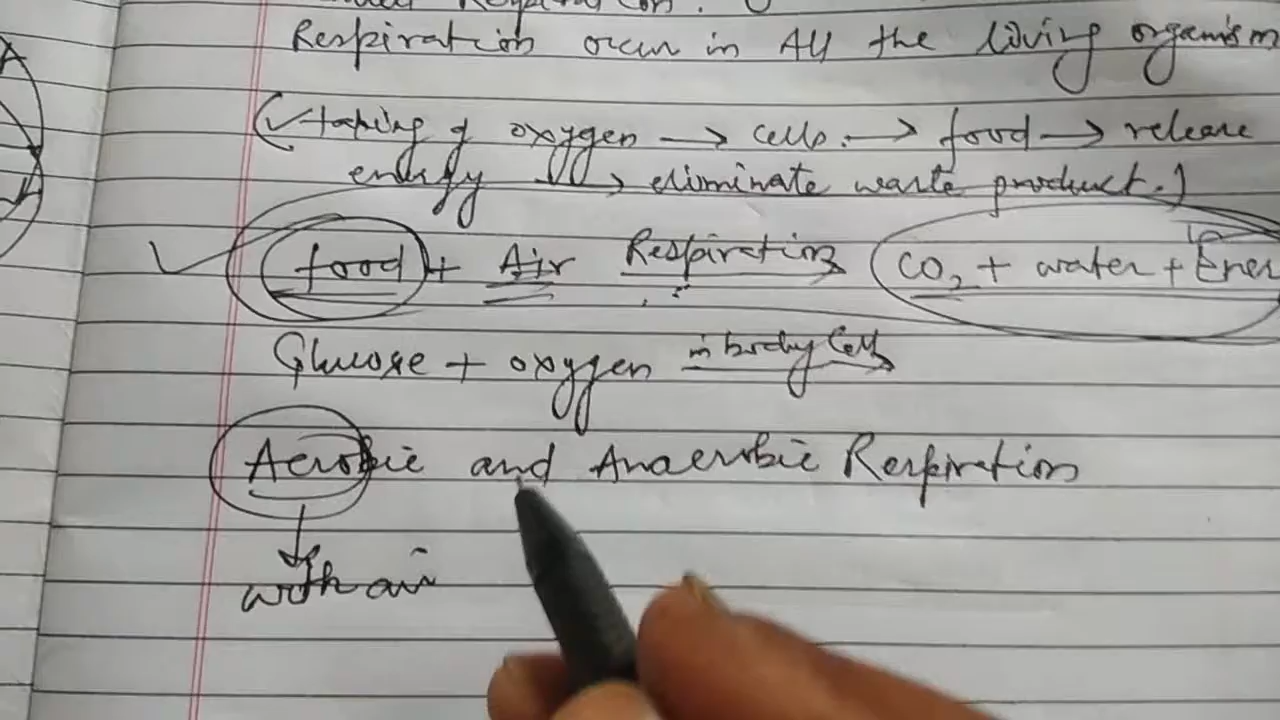 Respiration occur in All the living organism
(✓taking of oxygen → cells. → food → release
energy → eliminate waste product.)
food + Air Respiration CO₂ + water + Ener
Glucose + oxygen in body Cells
Aerobic and Anaerobic Respiration
with air